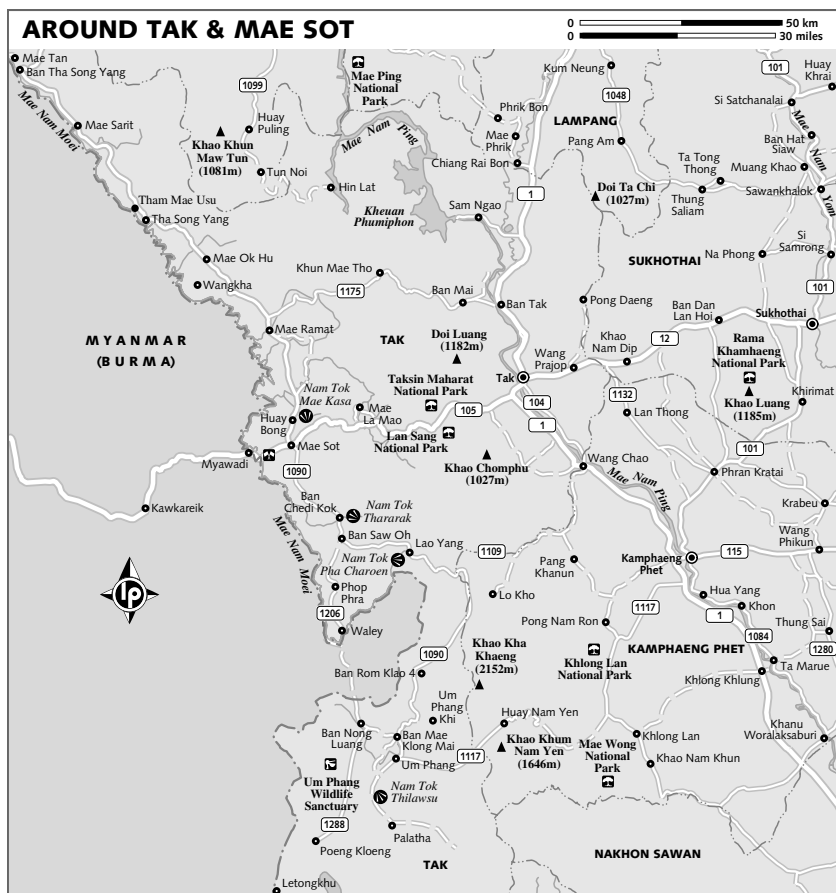 AROUND TAK & MAE SOT
0 50 km
0 30 miles
Mae Tan
Ban Tha Song Yang
Mae Nam Moei
Mae Sarit
1099
Huay
Puling
Khao Khun
Maw Tun
(1081m)
Tun Noi
Mae Ping
National
Park
Mae Nam Ping
Hin Lat
Kheuan
Phumiphon
Phrik Bon
Mae
Phrik
Chiang Rai Bon
Sam Ngao
1
Kum Neung
1048
LAMPANG
Pang Am
Doi Ta Chi
(1027m)
Ta Tong
Thong
Thung
Saliam
101
Huay
Khrai
Si Satchanalai
Mae Nam Yom
Ban Hat
Siaw
Muang Khao
Sawankhalok
Tham Mae Usu
Tha Song Yang
Mae Ok Hu
Wangkha
Khun Mae Tho
1175
Ban Mai
Ban Tak
SUKHOTHAI
Na Phong
Si
Samrong
101
Pong Daeng
Ban Dan
Lan Hoi
Sukhothai
MYANMAR
(BURMA)
Mae Ramat
TAK
Doi Luang
(1182m)
Tak
Wang
Prajop
Khao
Nam Dip
12
Rama
Khamhaeng
National Park
Khao Luang
(1185m)
Khirimat
Nam Tok
Mae Kasa
Taksin Maharat
National Park
105
104
1
1132
Lan Thong
Huay
Bong
Mae
La Mao
Lan Sang
National Park
Khao Chomphu
(1027m)
Mae Sot
Myawadi
1090
Wang Chao
Mae Nam Ping
101
Phran Kratai
Kawkareik
Ban
Chedi Kok
Nam Tok
Thararak
Krabeu
Mae Nam Moei
Ban Saw Oh
Lao Yang
Nam Tok
Pha Charoen
1109
Pang
Khanun
Kamphaeng
Phet
115
Wang
Phikun
lp
Phop
Phra
1206
Waley
Lo Kho
1117
Pong Nam Ron
Hua Yang
Khon
1
1084
Thung Sai
1280
Khao Kha
Khaeng
(2152m)
1090
Khlong Lan
National Park
KAMPHAENG PHET
Ta Marue
Khlong Khlung
Ban Rom Klao 4
Um
Phang
Khi
Huay Nam Yen
Ban Nong
Luang
Ban Mae
Klong Mai
1117
Khao Khum
Nam Yen
(1646m)
Mae Wong
National
Park
Khlong Lan
Khanu
Woralaksaburi
Khao Nam Khun
Um Phang
Um Phang
Wildlife
Sanctuary
Nam Tok
Thilawsu
1288
Palatha
Poeng Kloeng
TAK
NAKHON SAWAN
Letongkhu